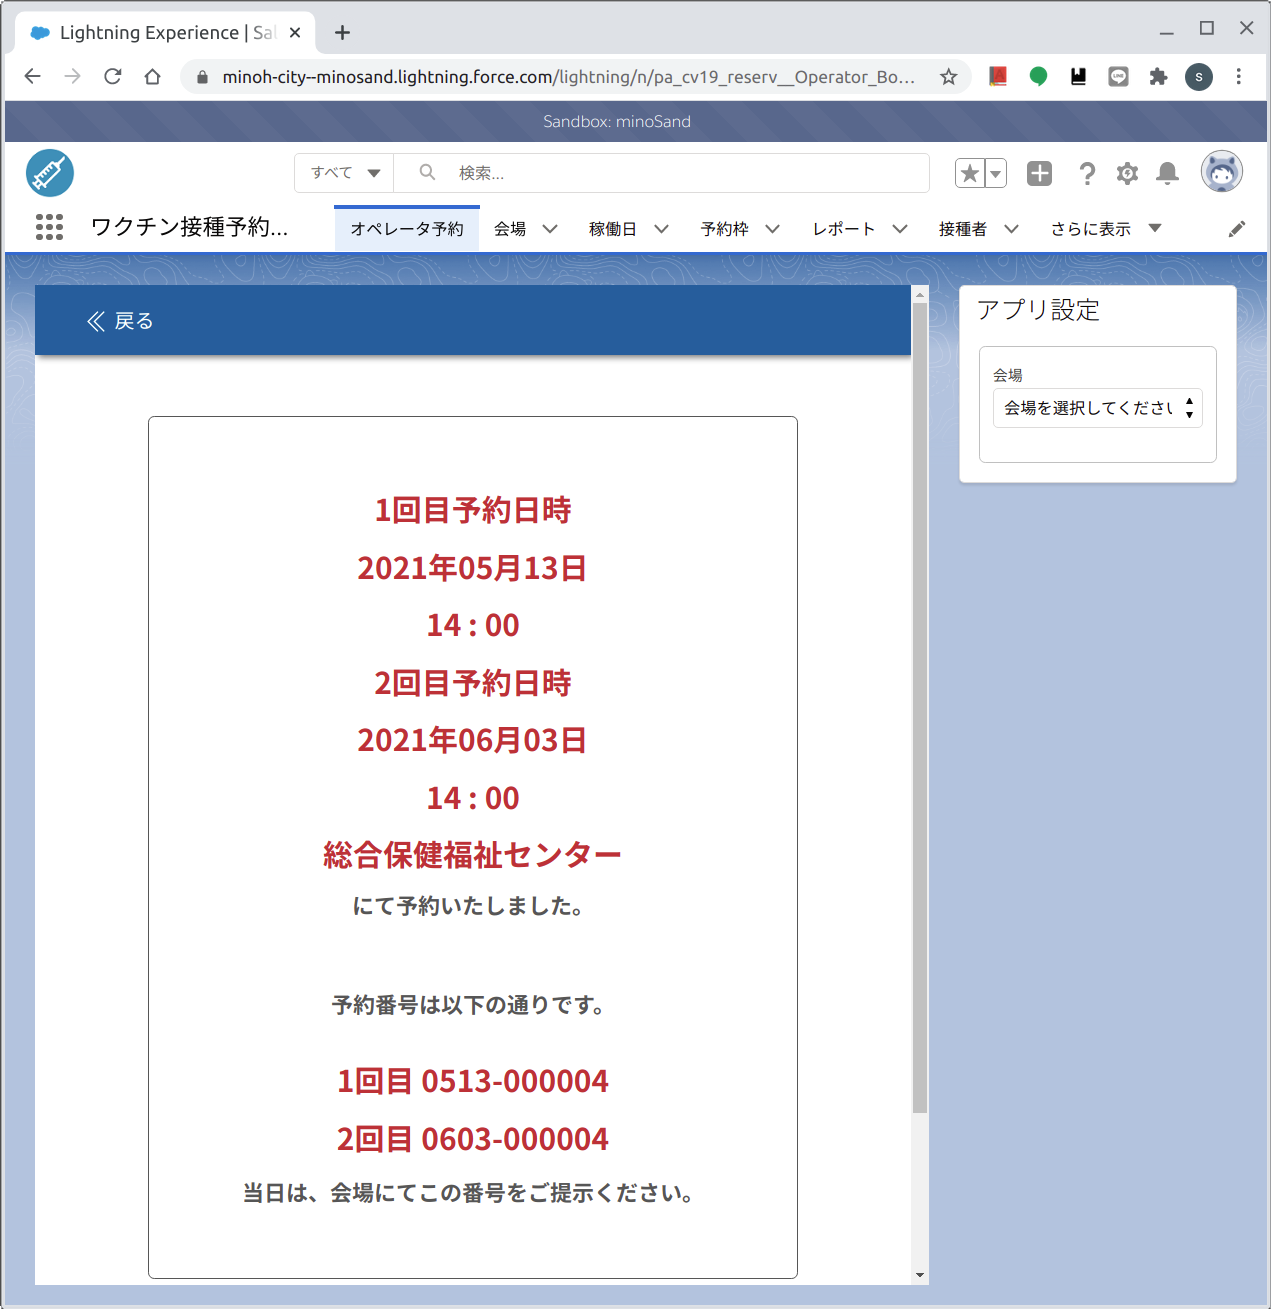 Lightning Experience | Sal
minoh-city--minosand.lightning.force.com/lightning/n/pa_cv19_reserv__Operator_Bo...
S
Sandbox: minoSand
すべて
検索...
ワクチン接種予約...
オペレータ予約
会場
稼働日
予約枠
レポート
接種者
さらに表示
戻る
1回目予約日時
2021年05月13日
14 : 00
2回目予約日時
2021年06月03日
14 : 00
総合保健福祉センター
にて予約いたしました。
予約番号は以下の通りです。
1回目 0513-000004
2回目 0603-000004
当日は、会場にてこの番号をご提示ください。
アプリ設定
会場
会場を選択してくださ